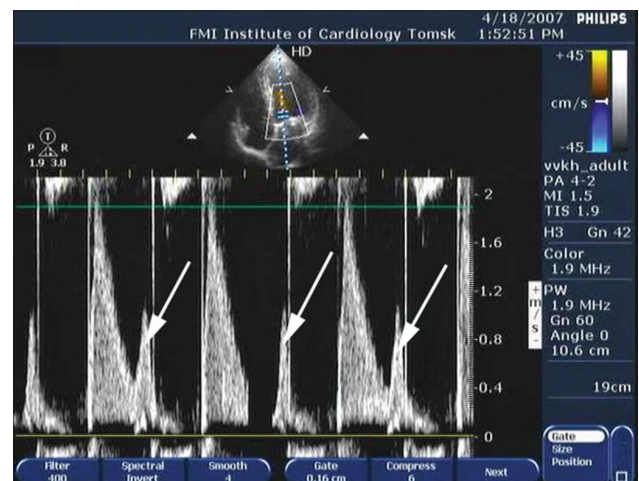 4/18/2007 PHILIPS
FMI Institute of Cardiology Tomsk 1:52:51 PM
HD
+45
cm/s
-45
T
P R
1.9 3.8
vvkh_adult
PA 4-2
MI 1.5
TIS 1.9
H3 Gn 42
Color
1.9 MHz
PW
1.9 MHz
Gn 60
Angle 0
10.6 cm
19cm
- 2
-1.6
-1.2
-0.8
-0.4
- 0
+
m
/
s
-
Gate
Size
Position
Filter
400
Spectral
Invert
Smooth
4
Gate
0.16 cm
Compress
6
Next